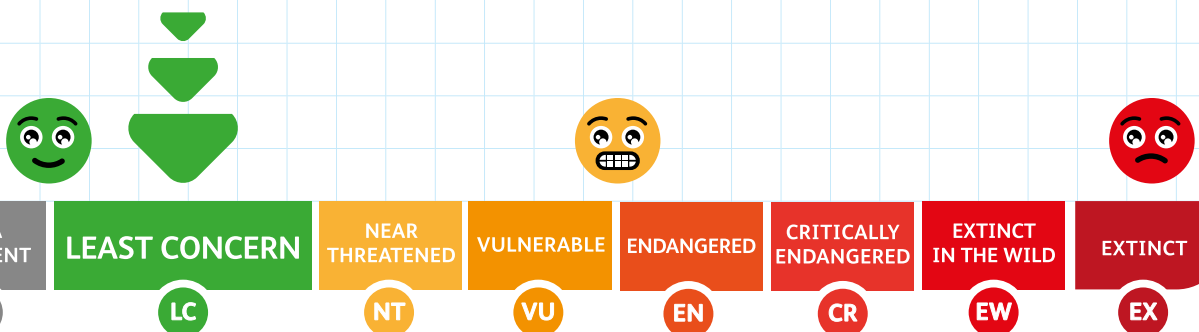 LEAST CONCERN
NEAR
THREATENED
VULNERABLE
ENDANGERED
CRITICALLY
ENDANGERED
EXTINCT
IN THE WILD
EXTINCT
LC
NT
VU
EN
CR
EW
EX